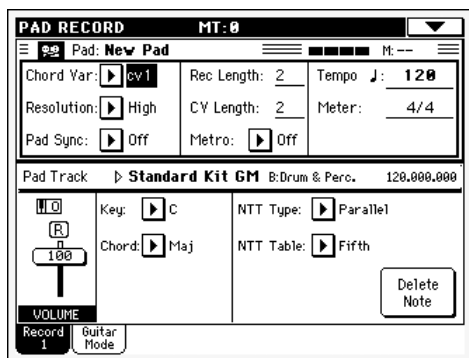 PAD RECORD MT:0
Pad: New Pad M: --
Chord Var: cv1 Rec Length: 2 Tempo ♩: 120
Resolution: High CV Length: 2 Meter: 4/4
Pad Sync: Off Metro: Off
Pad Track Standard Kit GM B:Drum & Perc. 120.000.000
Key: C NTT Type: Parallel
R
100 Chord: Maj NTT Table: Fifth
Delete
Note
VOLUME
Record
1
Guitar
Mode